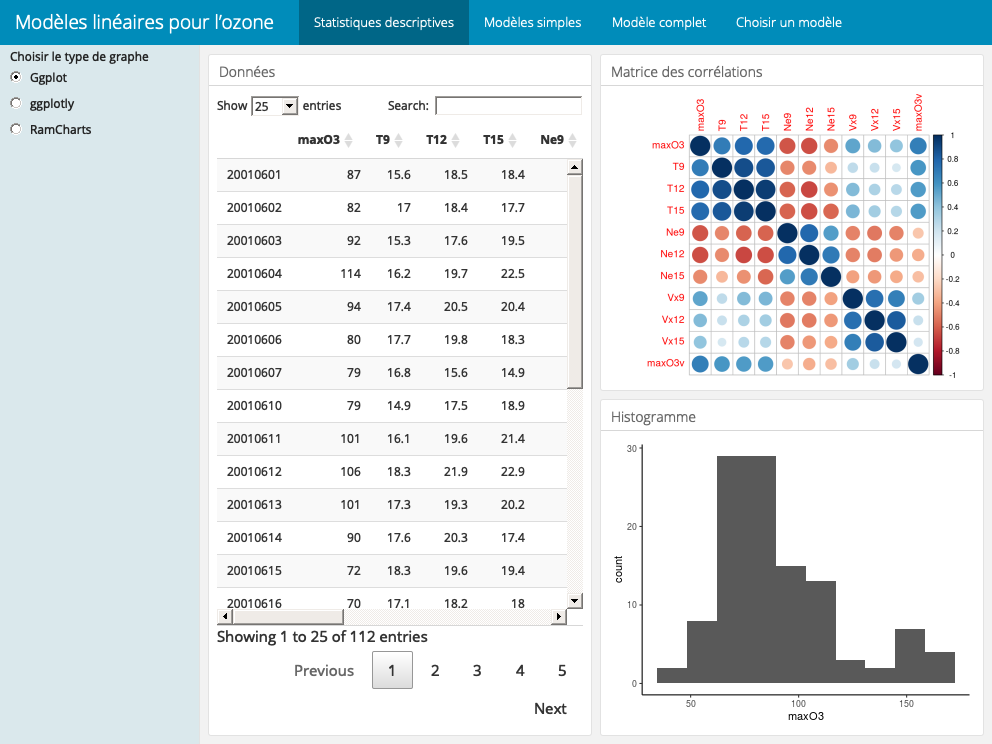 Modèles linéaires pour l'ozone Statistiques descriptives Modèles simples Modèle complet Choisir un modèle
Choisir le type de graphe
Ggplot
ggplotly
RamCharts
Données
Show 25 entries Search:
maxO3 T9 T12 T15 Ne9
20010601 87 15.6 18.5 18.4
20010602 82 17 18.4 17.7
20010603 92 15.3 17.6 19.5
20010604 114 16.2 19.7 22.5
20010605 94 17.4 20.5 20.4
20010606 80 17.7 19.8 18.3
20010607 79 16.8 15.6 14.9
20010610 79 14.9 17.5 18.9
20010611 101 16.1 19.6 21.4
20010612 106 18.3 21.9 22.9
20010613 101 17.3 19.3 20.2
20010614 90 17.6 20.3 17.4
20010615 72 18.3 19.6 19.4
20010616 70 17.1 18.2 18
Showing 1 to 25 of 112 entries
Previous 1 2 3 4 5
Next
Matrice des corrélations
maxO3 T9 T12 T15 Ne9 Ne12 Ne15 Vx9 Vx12 Vx15 maxO3v
maxO3
T9
T12
T15
Ne9
Ne12
Ne15
Vx9
Vx12
Vx15
maxO3v
1
0.8
0.6
0.4
0.2
0
-0.2
-0.4
-0.6
-0.8
-1
Histogramme
30
20
10
0
count
50 100 150
maxO3